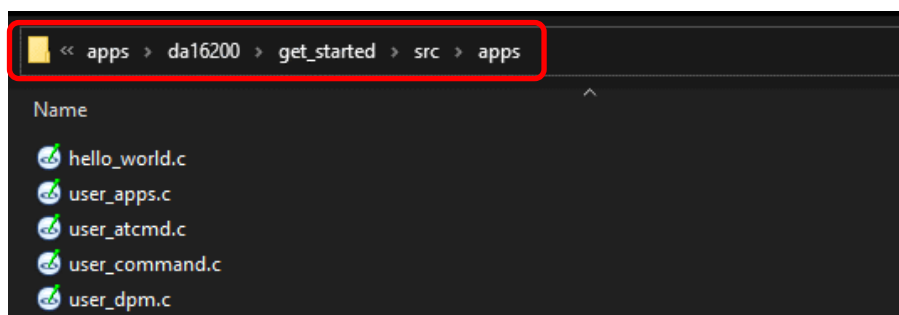 « apps > da16200 > get_started > src > apps
Name
hello_world.c
user_apps.c
user_atcmd.c
user_command.c
user_dpm.c